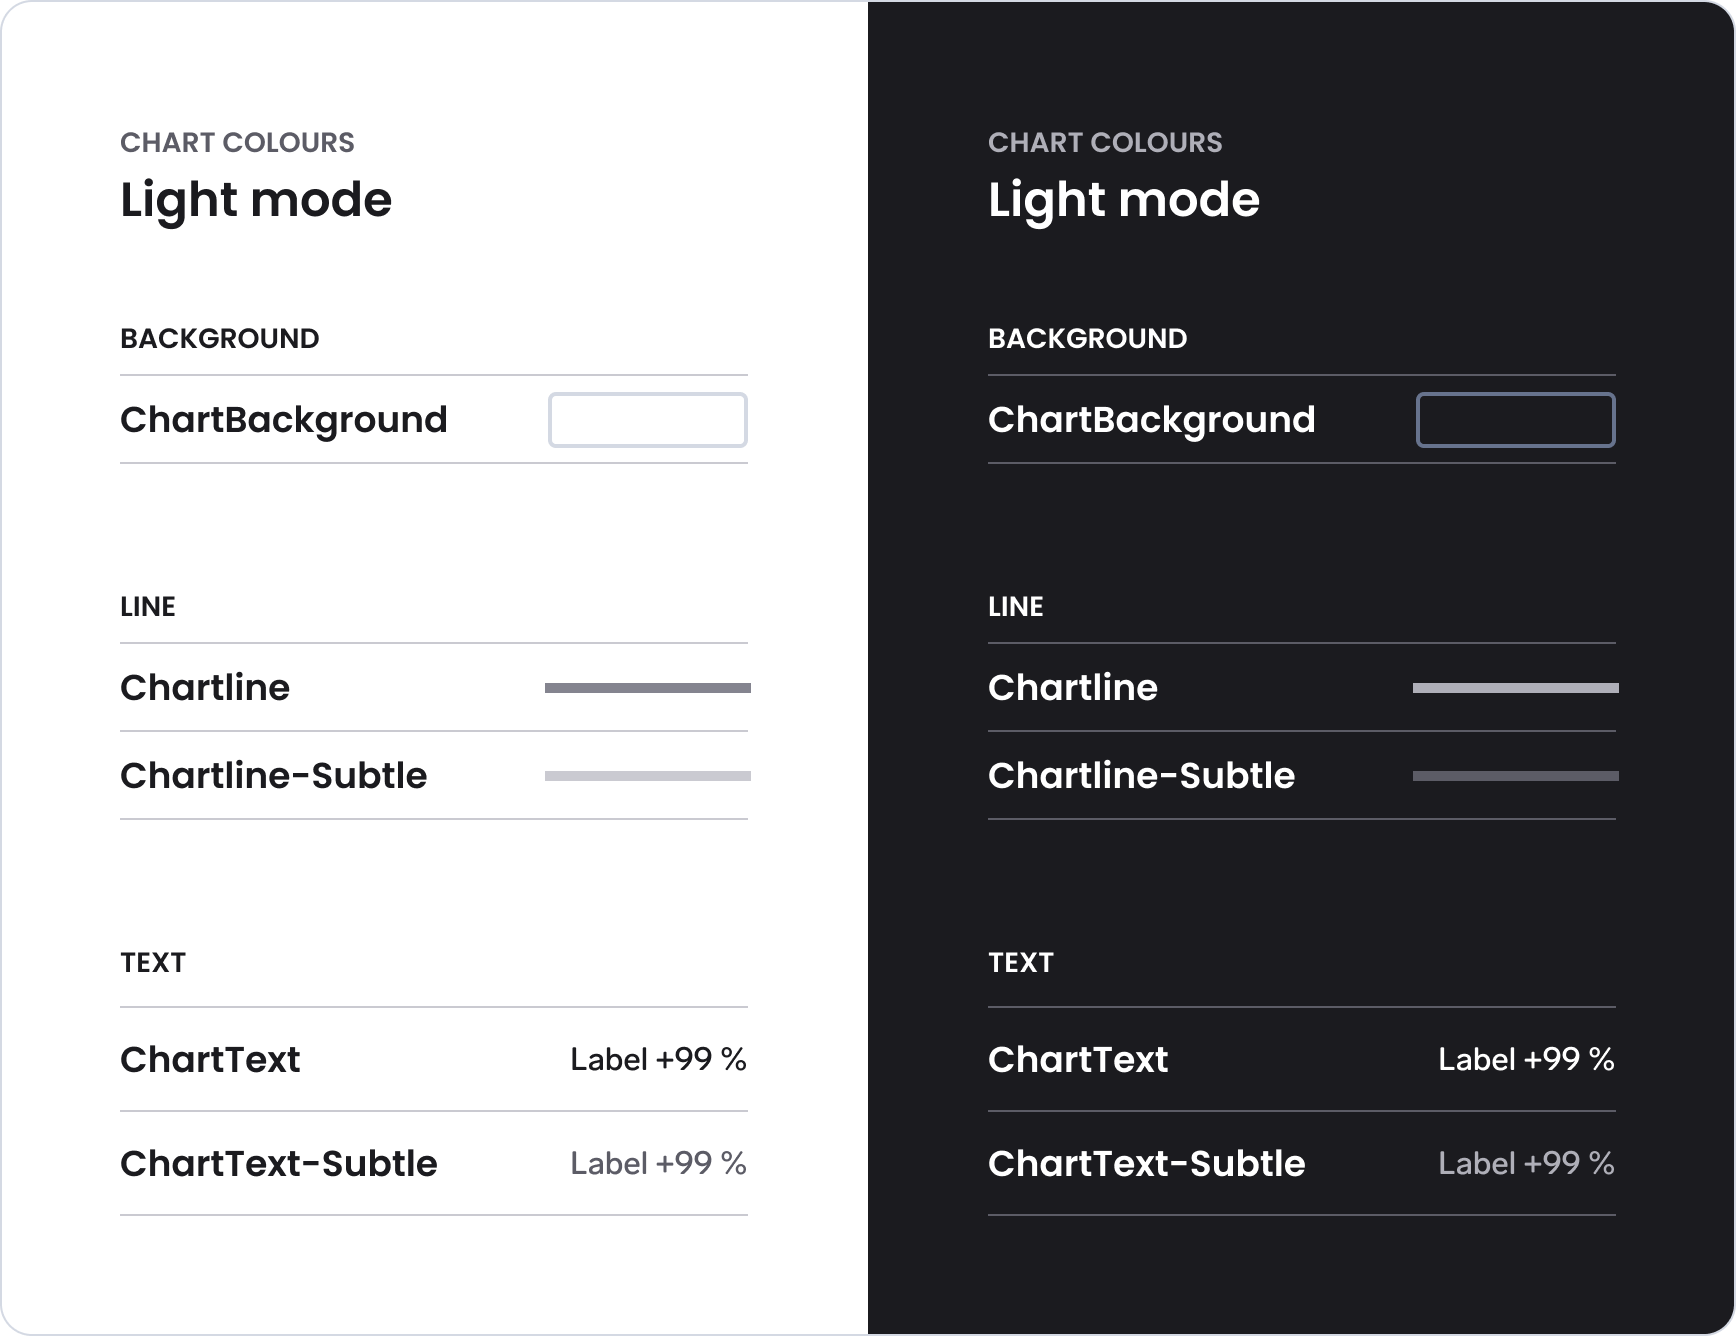 CHART COLOURS
Light mode
BACKGROUND
ChartBackground
LINE
Chartline
Chartline-Subtle
TEXT
ChartText Label +99 %
ChartText-Subtle Label +99 %
CHART COLOURS
Light mode
BACKGROUND
ChartBackground
LINE
Chartline
Chartline-Subtle
TEXT
ChartText Label +99 %
ChartText-Subtle Label +99 %